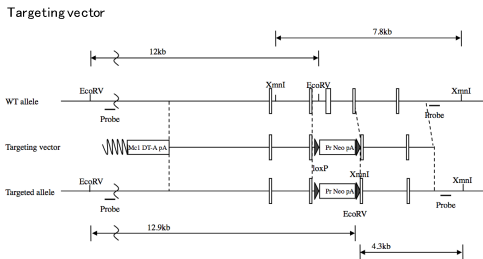 Targeting vector
7.8kb
12kb
EcoRV XmnI EcoRV XmnI
WT allele
Probe Probe
Targeting vector Mc1 DT-A pA Pr Neo pA
loxP XmnI
EcoRV XmnI
Targeted allele Pr Neo pA
Probe Probe
EcoRV
12.9kb
4.3kb